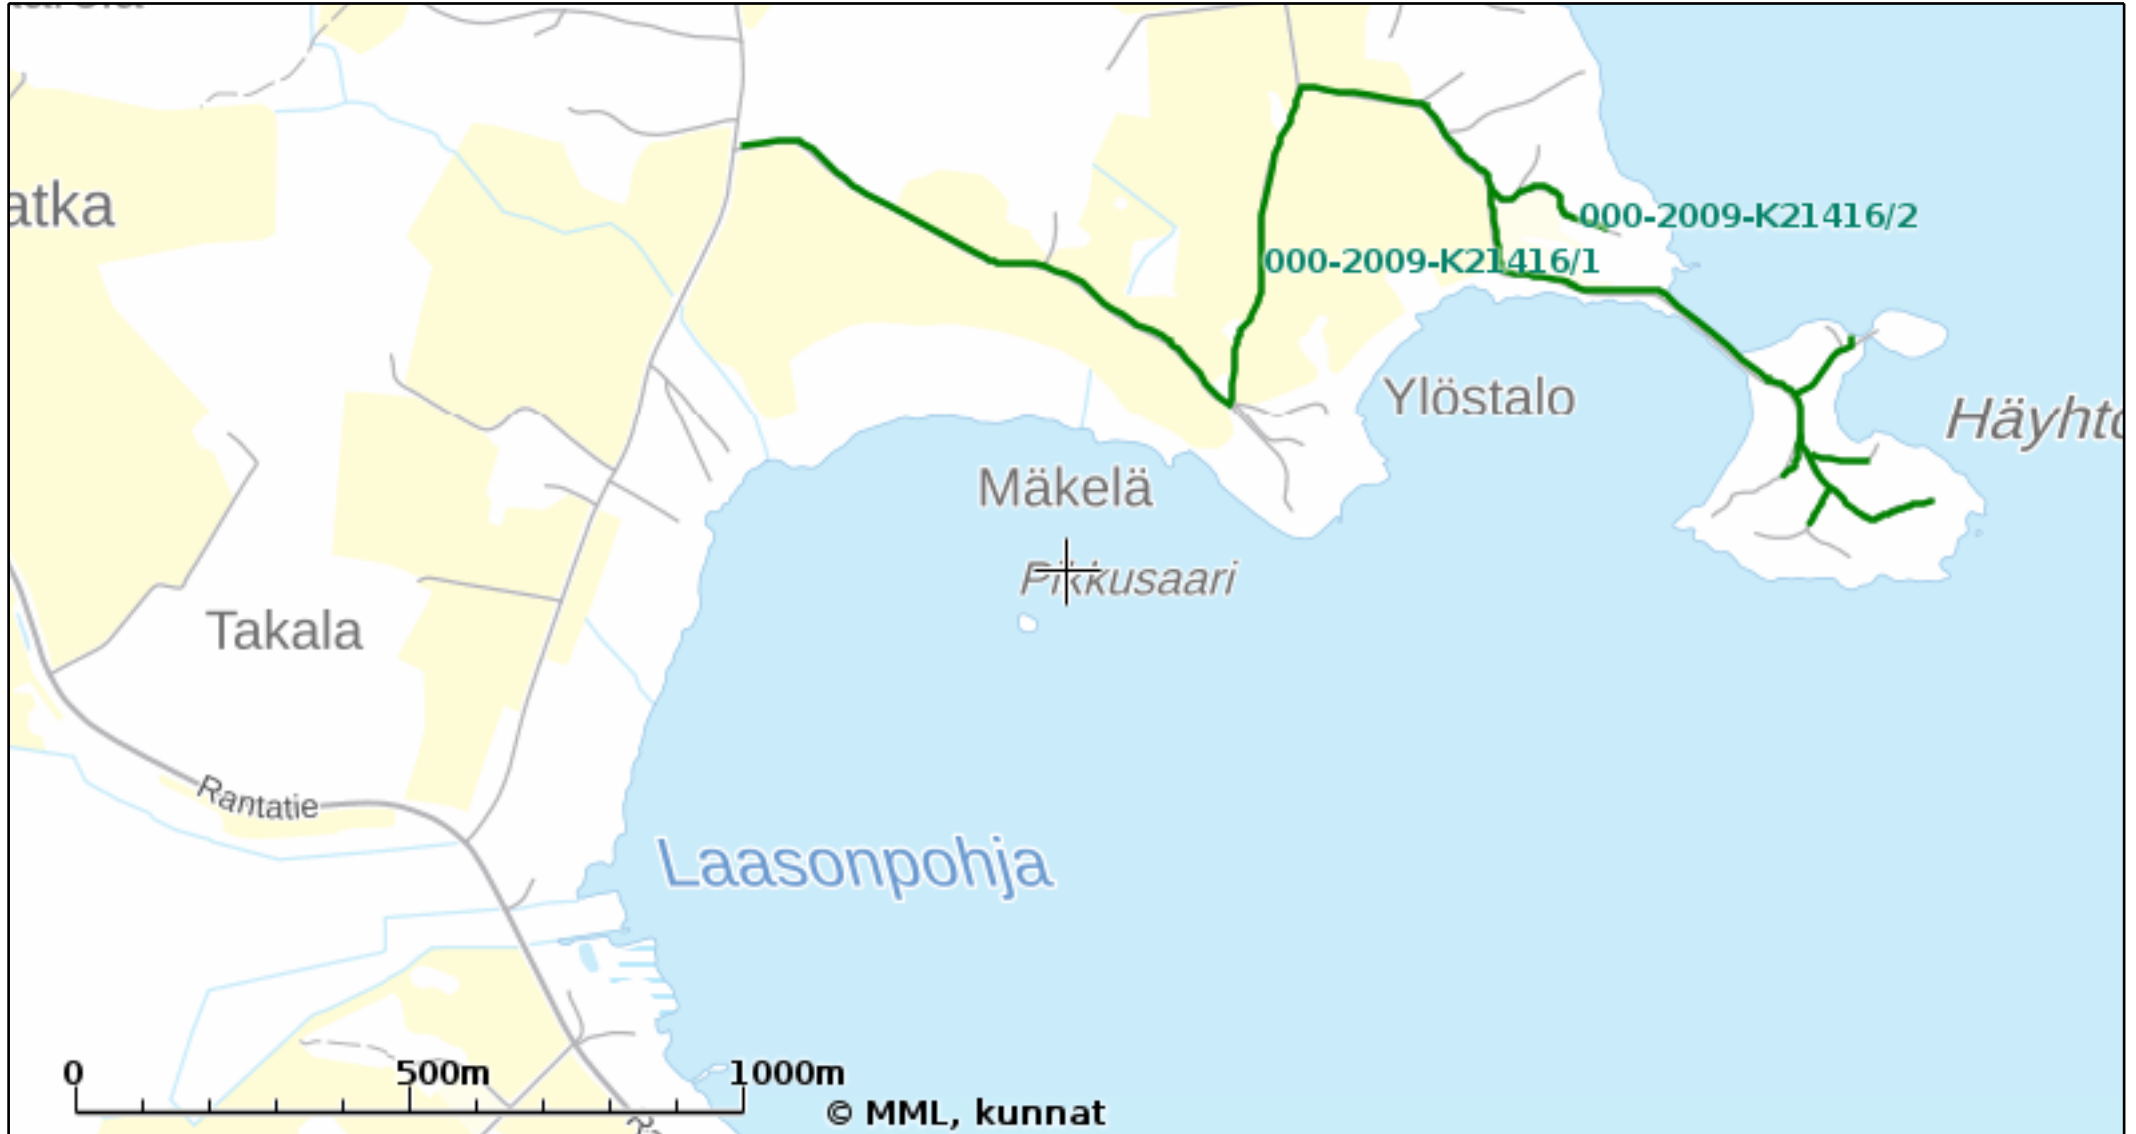 atka
000-2009-K21416/2
000-2009-K21416/1
Ylöstalo
Häyhtö
Mäkelä
Pikkusaari
Takala
Rantatie
Laasonpohja
0 500m 1000m
© MML, kunnat